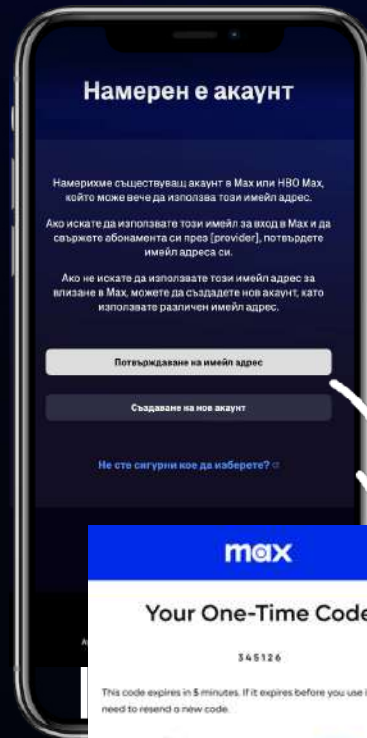 Намерен е акаунт
Намерихме съществуващ акаунт в Max или HBO Max,
който може вече да използва този имейл адрес.
Ако искате да използвате този имейл за вход в Max и да
свържете абонамента си през [provider], потвърдете
имейл адреса си.
Ако не искате да използвате този имейл адрес за
влизане в Max, можете да създадете нов акаунт, като
използвате различен имейл адрес.
Потвърждаване на имейл адрес
Създаване на нов акаунт
Не сте сигурни кое да изберете?
max
Your One-Time Code
345126
This code expires in 5 minutes. If it expires before you use i
need to resend a new code.